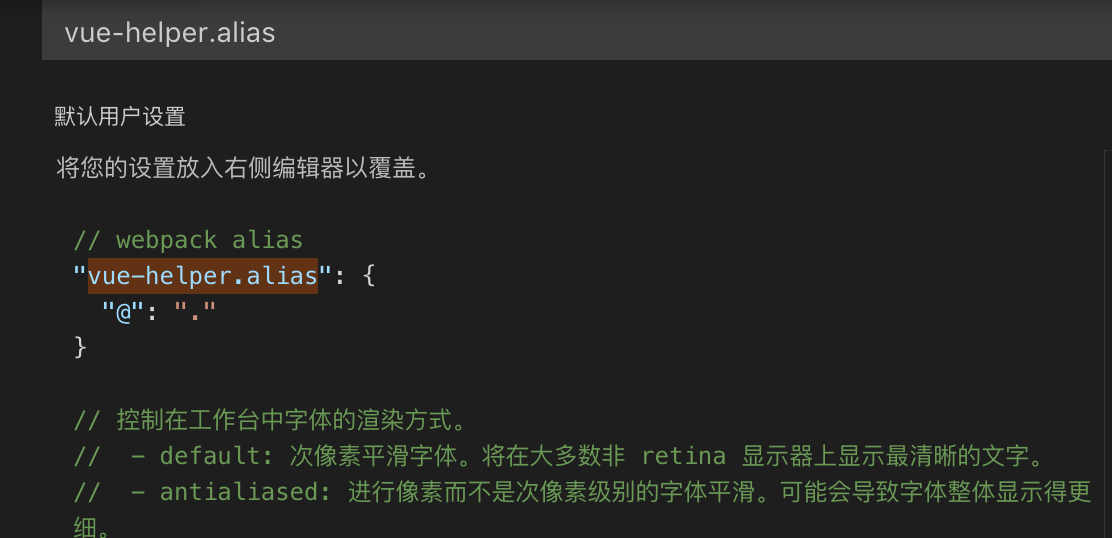 vue-helper.alias
默认用户设置
将您的设置放入右侧编辑器以覆盖。
// webpack alias
"vue-helper.alias": {
"@": "."
}
// 控制在工作台中字体的渲染方式。
//  - default: 次像素平滑字体。将在大多数非 retina 显示器上显示最清晰的文字。
//  - antialiased: 进行像素而不是次像素级别的字体平滑。可能会导致字体整体显示得更
细。